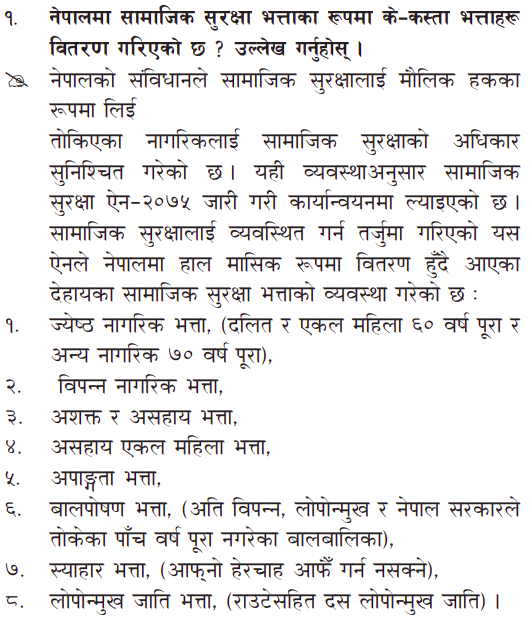 १. नेपालमा सामाजिक सुरक्षा भत्ताका रूपमा के-कस्ता भत्ताहरू
वितरण गरिएको छ ? उल्लेख गर्नुहोस् ।
नेपालको संविधानले सामाजिक सुरक्षालाई मौलिक हकका
रूपमा लिई
तोकिएका नागरिकलाई सामाजिक सुरक्षाको अधिकार
सुनिश्चित गरेको छ । यही व्यवस्थाअनुसार सामाजिक
सुरक्षा ऐन-२०७५ जारी गरी कार्यान्वयनमा ल्याइएको छ ।
सामाजिक सुरक्षालाई व्यवस्थित गर्न तर्जुमा गरिएको यस
ऐनले नेपालमा हाल मासिक रूपमा वितरण हुँदै आएका
देहायका सामाजिक सुरक्षा भत्ताको व्यवस्था गरेको छ :
१. ज्येष्ठ नागरिक भत्ता, (दलित र एकल महिला ६० वर्ष पूरा र
अन्य नागरिक ७० वर्ष पूरा),
२. विपन्न नागरिक भत्ता,
३. अशक्त र असहाय भत्ता,
४. असहाय एकल महिला भत्ता,
५. अपाङ्गता भत्ता,
६. बालपोषण भत्ता, (अति विपन्न, लोपोन्मुख र नेपाल सरकारले
तोकेका पाँच वर्ष पूरा नगरेका बालबालिका),
७. स्याहार भत्ता, (आफ्नो हेरचाह आफैँ गर्न नसक्ने),
८. लोपोन्मुख जाति भत्ता, (राउटेसहित दस लोपोन्मुख जाति) ।